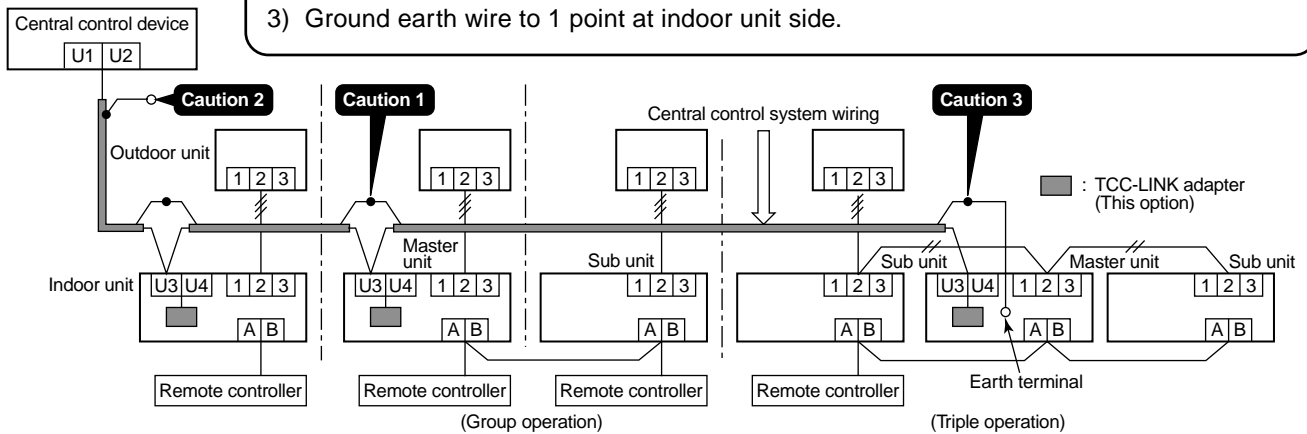 3) Ground earth wire to 1 point at indoor unit side.
Central control device
U1 U2
Caution 2
Caution 1
Central control system wiring
Caution 3
Outdoor unit
1 2 3
1 2 3
1 2 3
1 2 3
: TCC-LINK adapter
(This option)
Indoor unit
U3 U4 1 2 3
A B
Master
unit
U3 U4 1 2 3
A B
Sub unit
1 2 3
A B
Sub unit
1 2 3
A B
Master unit
U3 U4 1 2 3
A B
Sub unit
1 2 3
A B
Earth terminal
Remote controller
Remote controller
Remote controller
Remote controller
(Group operation)
(Triple operation)